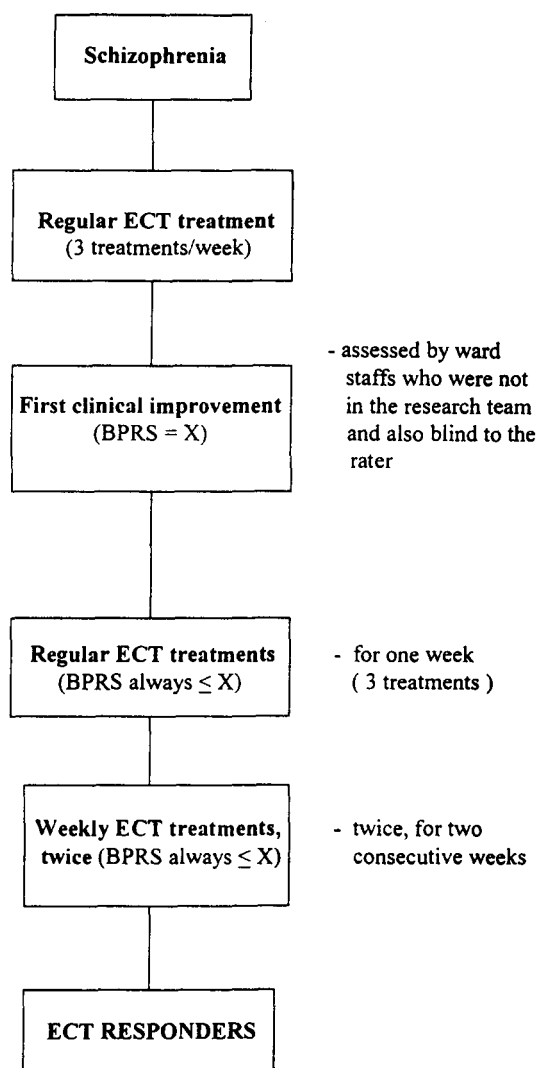 Schizophrenia
Regular ECT treatment
(3 treatments/week)
First clinical improvement
(BPRS = X)
- assessed by ward
staffs who were not
in the research team
and also blind to the
rater
Regular ECT treatments
(BPRS always ≤ X)
- for one week
( 3 treatments )
Weekly ECT treatments,
twice (BPRS always ≤ X)
- twice, for two
consecutive weeks
ECT RESPONDERS